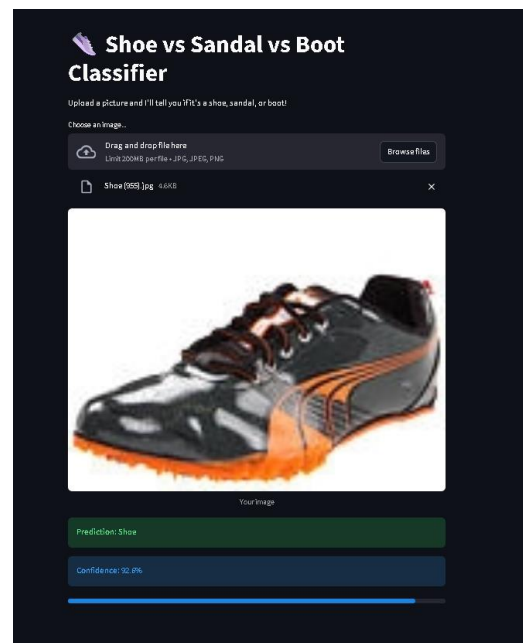 Shoe vs Sandal vs Boot
Classifier
Upload a picture and I'll tell you if it's a shoe, sandal, or boot!
Choose an image...
Drag and drop file here
Limit 200MB per file • JPG, JPEG, PNG
Browse files
Shoe (955).jpg 4.6KB
Your image
Prediction: Shoe
Confidence: 92.6%